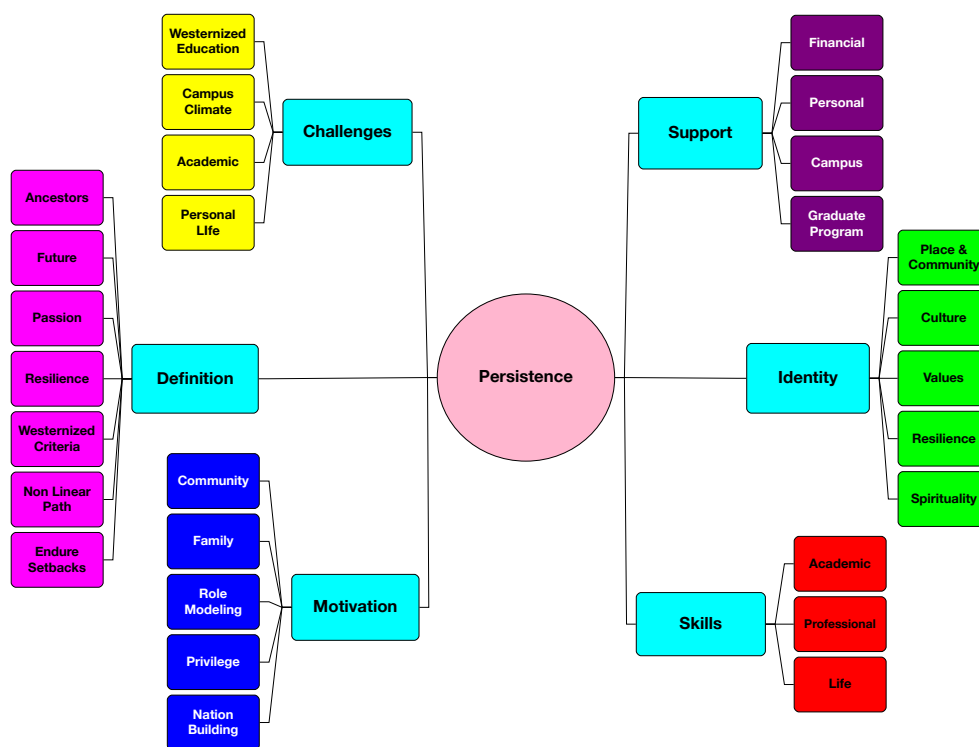 Westernized
Education
Campus
Climate
Academic
Personal
LIfe
Challenges
Ancestors
Future
Passion
Resilience
Westernized
Criteria
Non Linear
Path
Endure
Setbacks
Definition
Community
Family
Role
Modeling
Privilege
Nation
Building
Motivation
Persistence
Support
Financial
Personal
Campus
Graduate
Program
Identity
Place &
Community
Culture
Values
Resilience
Spirituality
Skills
Academic
Professional
Life